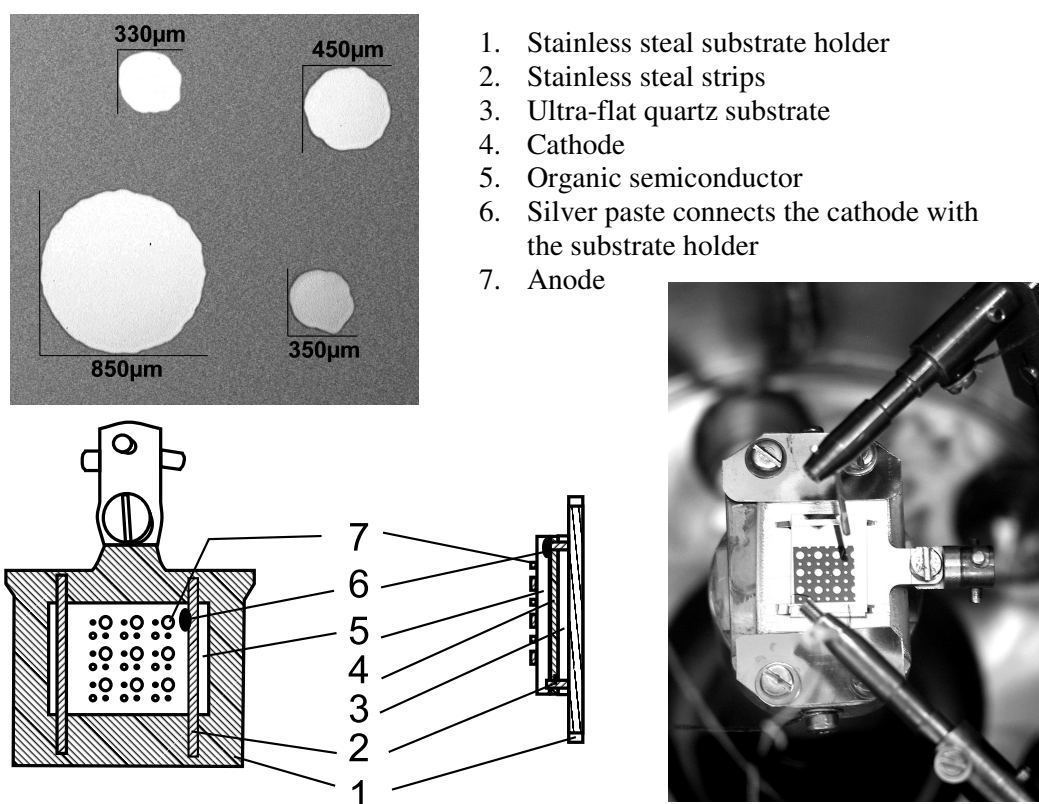 330µm
450µm
850µm
350µm
1. Stainless steal substrate holder
2. Stainless steal strips
3. Ultra-flat quartz substrate
4. Cathode
5. Organic semiconductor
6. Silver paste connects the cathode with
the substrate holder
7. Anode
7
6
5
4
3
2
1